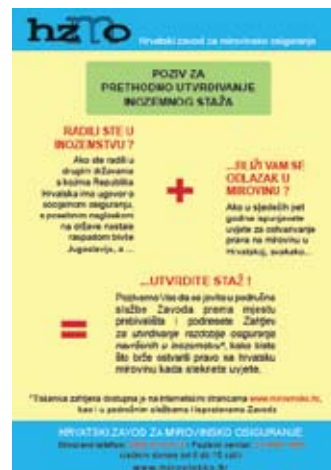 hzmo
Hrvatski zavod za mirovinsko osiguranje
POZIV ZA
PRETHODNO UTVRĐIVANJE
INOZEMNOG STAŽA
RADILI STE U
INOZEMSTVU ?
Ako ste radili u
drugim državama
s kojima Republika
Hrvatska ima ugovor o
socijalnom osiguranju,
s posebnim naglaskom
na države nastale
raspadom bivše
Jugoslavije, a ...
+
...BLIŽI VAM SE
ODLAZAK U
MIROVINU ?
Ako u sljedećih pet
godina ispunjavate
uvjete za ostvarivanje
prava na mirovinu u
Hrvatskoj, svakako...
=
...UTVRDITE STAŽ !
Pozivamo Vas da se javite u područne
službe Zavoda prema mjestu
prebivališta i podnesete Zahtjev
za utvrđivanje razdoblja osiguranja
navršenih u inozemstvu*, kako biste
što brže ostvarili pravo na hrvatsku
mirovinu kada steknete uvjete.
*Tiskanica zahtjeva dostupna je na internetskim stranicama www.mirovinsko.hr,
kao i u područnim službama i ispostavama Zavoda
HRVATSKI ZAVOD ZA MIROVINSKO OSIGURANJE
www.mirovinsko.hr